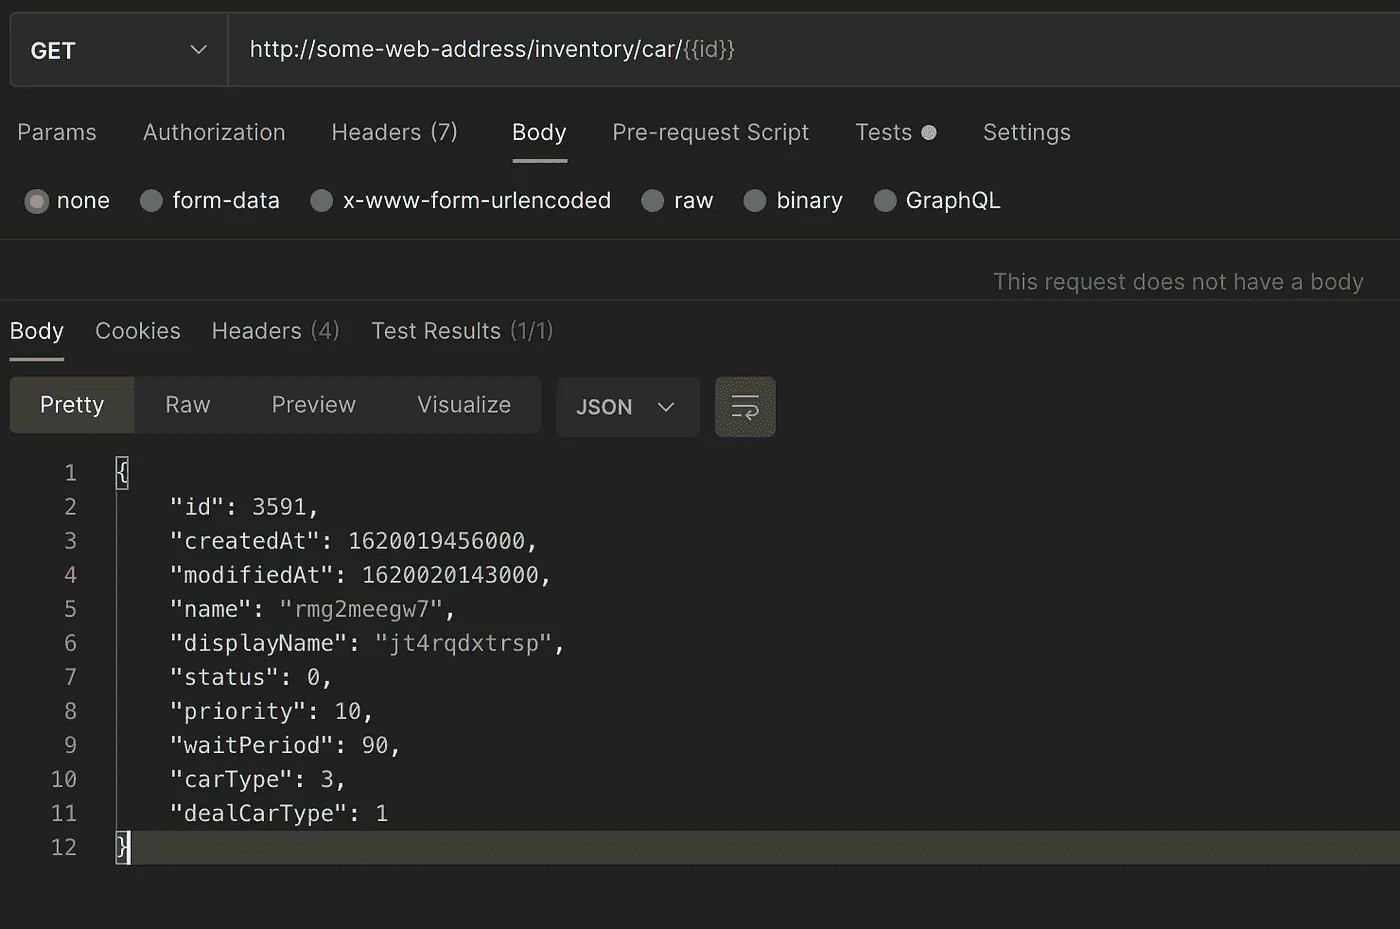 GET http://some-web-address/inventory/car/{{id}}
Params Authorization Headers (7) Body Pre-request Script Tests Settings
none form-data x-www-form-urlencoded raw binary GraphQL
This request does not have a body
Body Cookies Headers (4) Test Results (1/1)
Pretty Raw Preview Visualize JSON
1 {
2 "id": 3591,
3 "createdAt": 1620019456000,
4 "modifiedAt": 1620020143000,
5 "name": "rmg2meegw7",
6 "displayName": "jt4rqdxtrsp",
7 "status": 0,
8 "priority": 10,
9 "waitPeriod": 90,
10 "carType": 3,
11 "dealCarType": 1
12 }